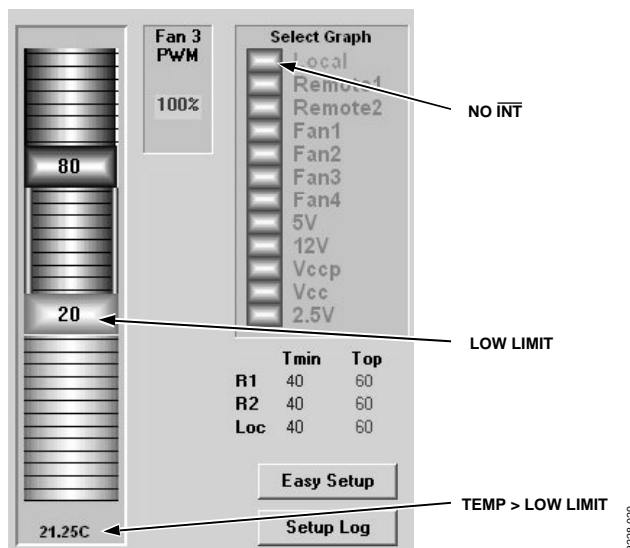 Fan 3
PWM
100%
80
20
21.25C
Select Graph
Local
Remote1
Remote2
Fan1
Fan2
Fan3
Fan4
5V
12V
Vccp
Vcc
2.5V
Tmin Top
R1 40 60
R2 40 60
Loc 40 60
Easy Setup
Setup Log
NO INT
LOW LIMIT
TEMP > LOW LIMIT